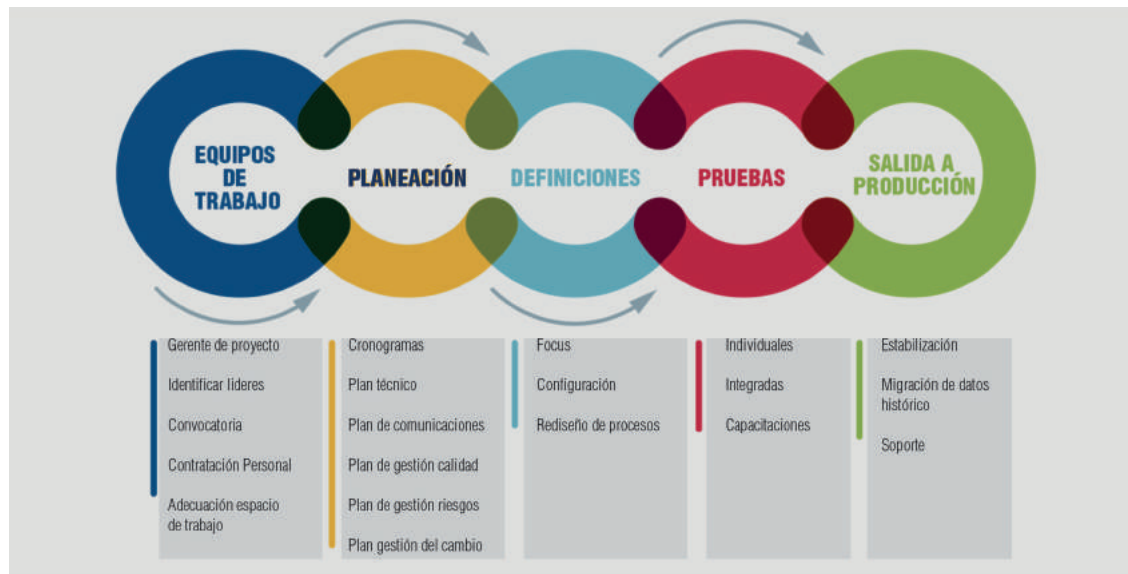 EQUIPOS
DE
TRABAJO
PLANEACIÓN
DEFINICIONES
PRUEBAS
SALIDA A
PRODUCCIÓN
Gerente de proyecto
Identificar líderes
Convocatoria
Contratación Personal
Adecuación espacio
de trabajo
Cronogramas
Plan técnico
Plan de comunicaciones
Plan de gestión calidad
Plan de gestión riesgos
Plan gestión del cambio
Focus
Configuración
Rediseño de procesos
Individuales
Integradas
Capacitaciones
Estabilización
Migración de datos
histórico
Soporte